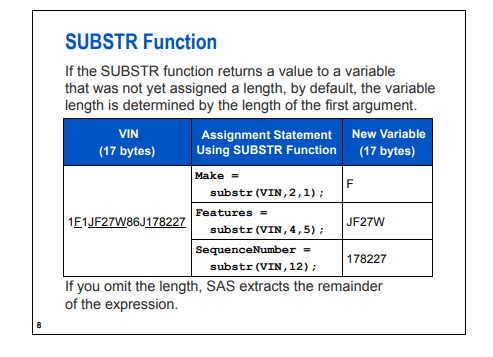 SUBSTR Function
If the SUBSTR function returns a value to a variable
that was not yet assigned a length, by default, the variable
length is determined by the length of the first argument.
VIN
(17 bytes)
Assignment Statement
Using SUBSTR Function
New Variable
(17 bytes)
1F1JF27W86J178227
Make =
substr(VIN,2,1);
F
Features =
substr(VIN,4,5);
JF27W
SequenceNumber =
substr(VIN,12);
178227
If you omit the length, SAS extracts the remainder
of the expression.
8